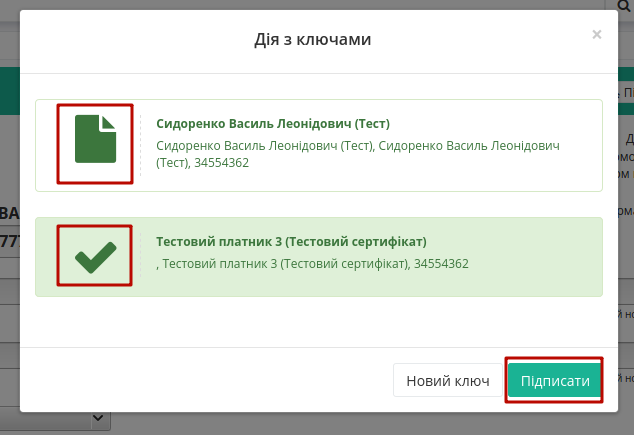 Дія з ключами
×
Сидоренко Василь Леонідович (Тест)
Сидоренко Василь Леонідович (Тест), Сидоренко Василь Леонідович
(Тест), 34554362
Тестовий платник 3 (Тестовий сертифікат)
, Тестовий платник 3 (Тестовий сертифікат), 34554362
Новий ключ
Підписати